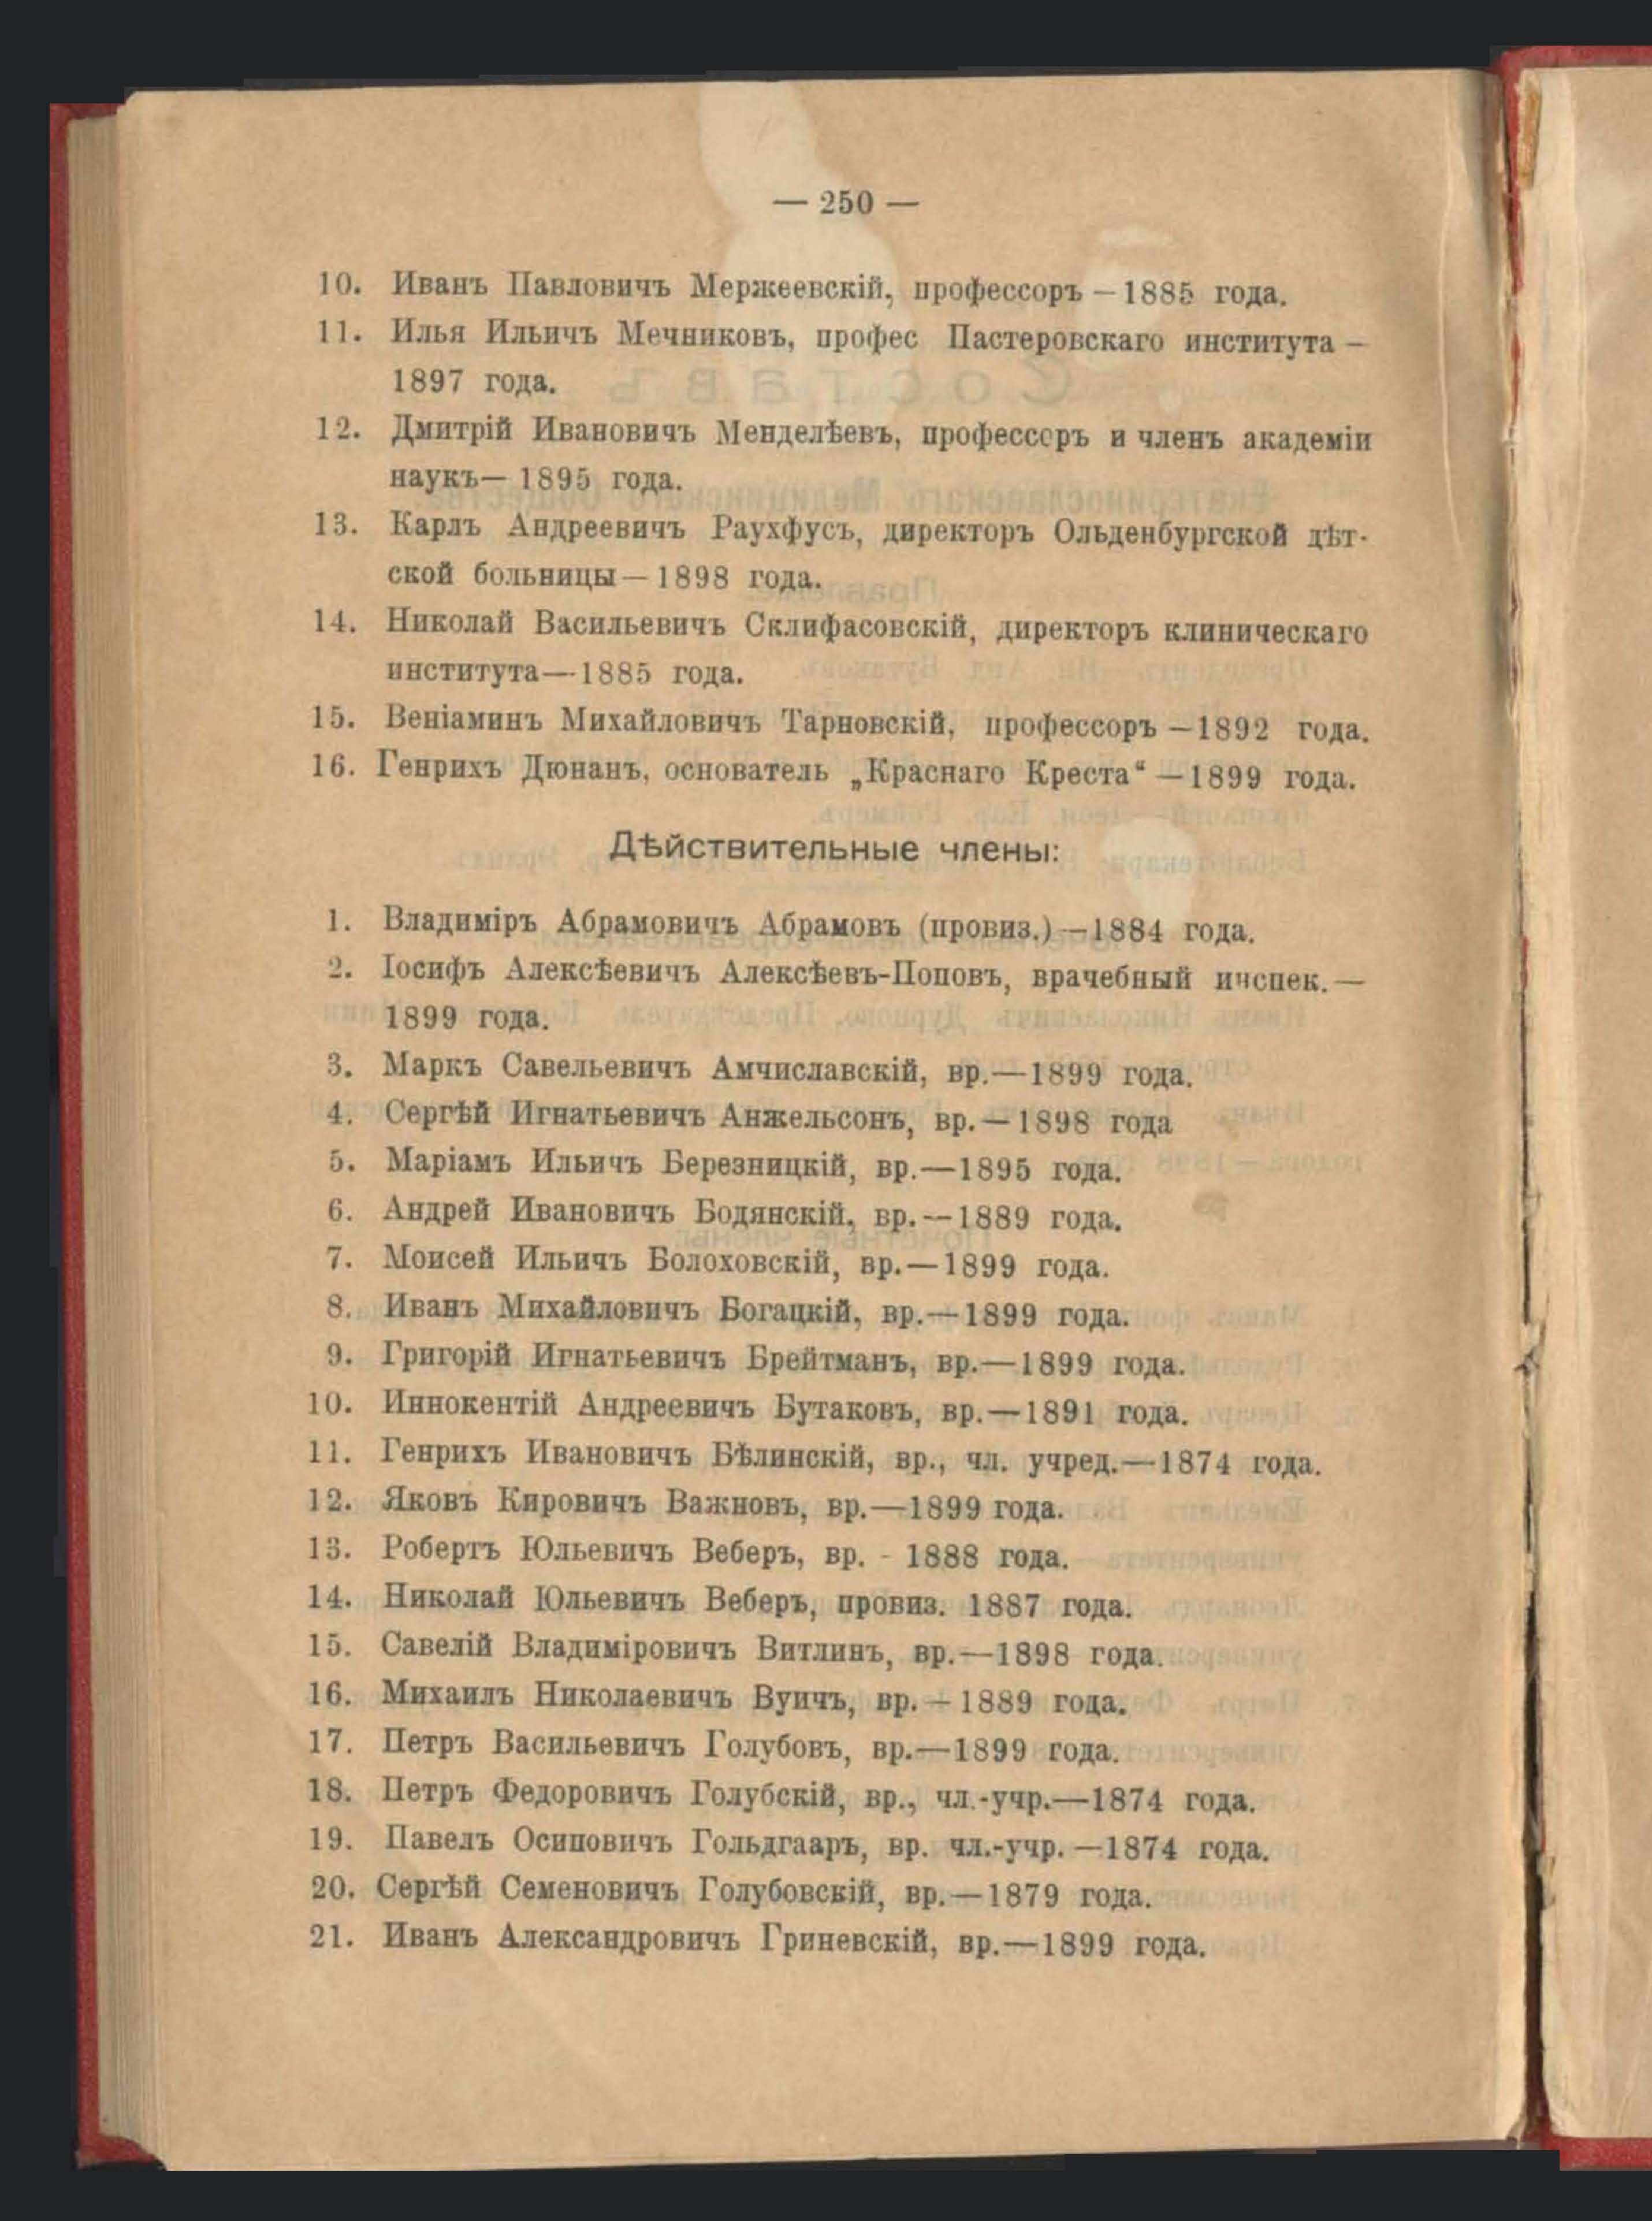 — 250 —
10. Иванъ Павловичъ Мержеевскій, профессоръ – 1885 года.
11. Илья Ильичъ Мечниковъ, профес Пастеровскаго института –
1897 года.
12. Дмитрій Ивановичъ Менделѣевъ, профессоръ и членъ академіи
наукъ— 1895 года.
13. Карлъ Андреевичъ Раухфусъ, директоръ Ольденбургской дѣт-
ской больницы — 1898 года.
14. Николай Васильевичъ Склифасовскій, директоръ клиническаго
института—1885 года.
15. Веніаминъ Михайловичъ Тарновскій, профессоръ —1892 года.
16. Генрихъ Дюнанъ, основатель „Краснаго Креста“ —1899 года.
Дѣйствительные члены:
1. Владиміръ Абрамовичъ Абрамовъ (провиз.) —1884 года.
2. Іосифъ Алексѣевичъ Алексѣевъ-Поповъ, врачебный инспек.—
1899 года.
3. Маркъ Савельевичъ Амчиславскій, вр.—1899 года.
4. Сергѣй Игнатьевичъ Анжельсонъ, вр.—1898 года
5. Маріамъ Ильичъ Березницкій, вр.—1895 года.
6. Андрей Ивановичъ Бодянскій, вр.—1889 года.
7. Моисей Ильичъ Болоховскій, вр.—1899 года.
8. Иванъ Михайловичъ Богацкій, вр.—1899 года.
9. Григорій Игнатьевичъ Брейтманъ, вр.—1899 года.
10. Иннокентій Андреевичъ Бутаковъ, вр.—1891 года.
11. Генрихъ Ивановичъ Бѣлинскій, вр., чл. учред.—1874 года.
12. Яковъ Кировичъ Важновъ, вр.—1899 года.
13. Робертъ Юльевичъ Веберъ, вр. - 1888 года.
14. Николай Юльевичъ Веберъ, провиз. 1887 года.
15. Савелій Владиміровичъ Витлинъ, вр.—1898 года.
16. Михаилъ Николаевичъ Вуичъ, вр. – 1889 года.
17. Петръ Васильевичъ Голубовъ, вр.—1899 года.
18. Петръ Федоровичъ Голубскій, вр., чл.-учр.—1874 года.
19. Павелъ Осиповичъ Гольдгааръ, вр. чл.-учр. —1874 года.
20. Сергѣй Семеновичъ Голубовскій, вр.—1879 года.
21. Иванъ Александровичъ Гриневскій, вр.—1899 года.